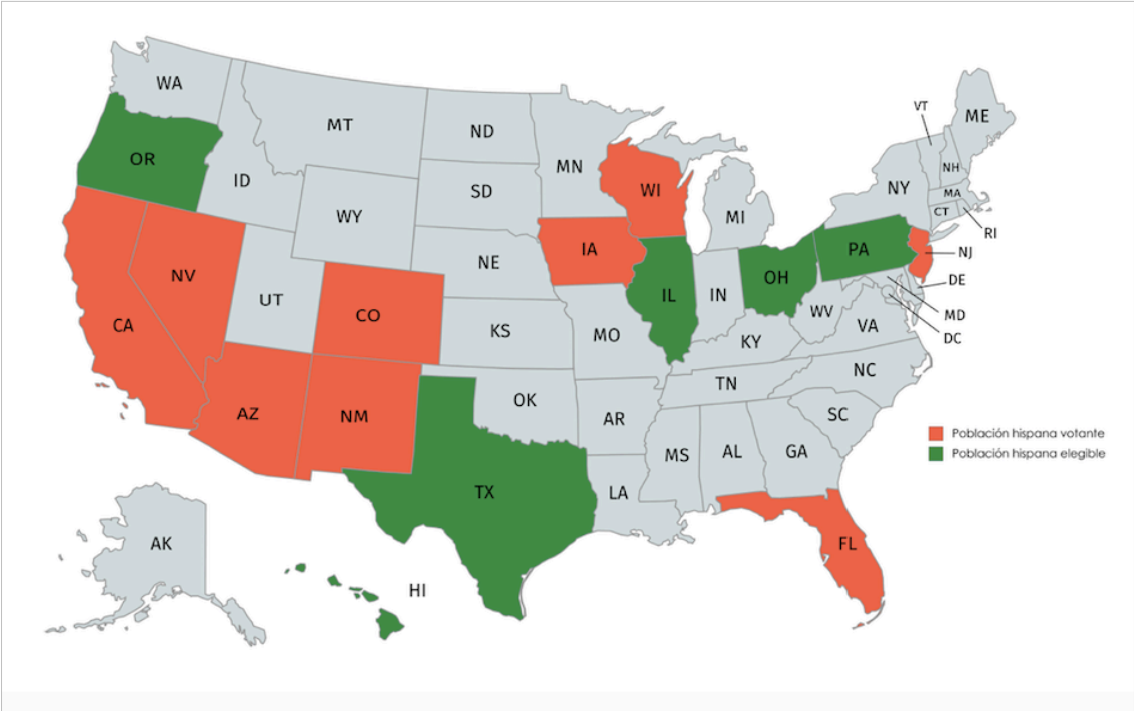 WA
MT
ND
MN
VT
ME
OR
ID
SD
WI
NY
NH
MA
CT
RI
WY
MI
NE
IA
PA
NJ
NV
UT
CO
IL
IN
OH
DE
CA
KS
MO
WV
VA
MD
DC
KY
AZ
NM
OK
AR
TN
NC
SC
MS
AL
GA
LA
TX
AK
HI
FL
Población hispana votante
Población hispana elegible